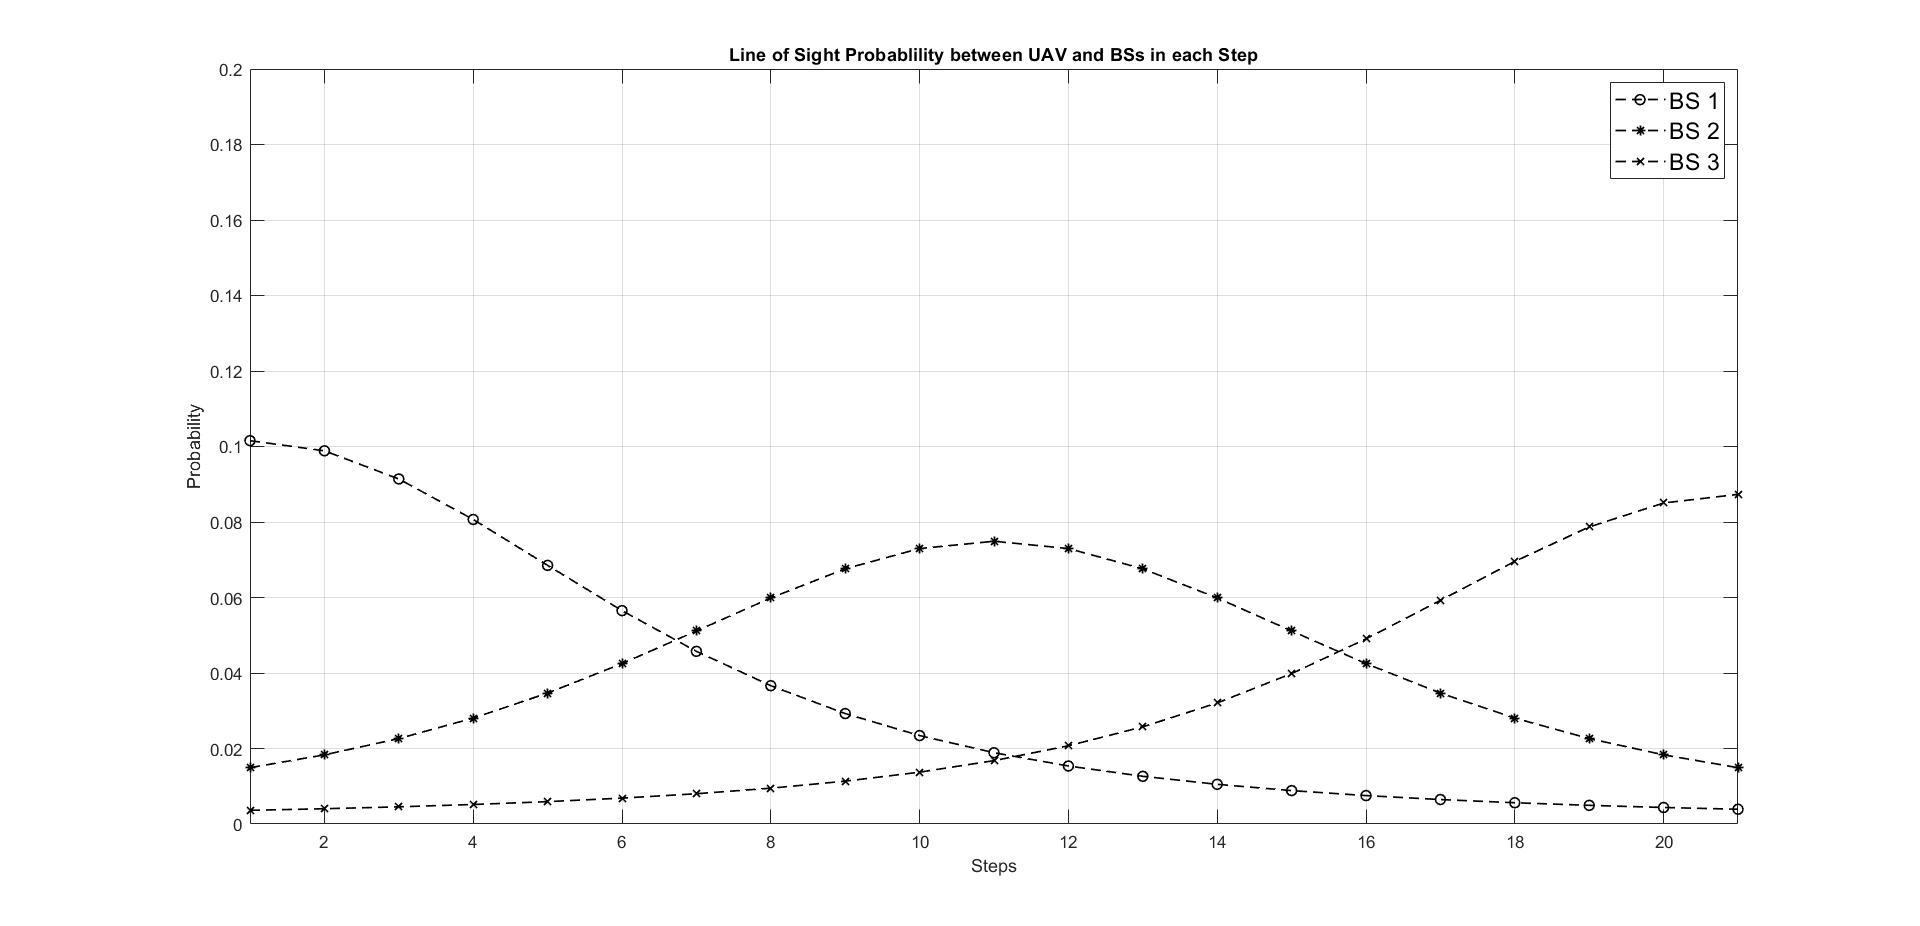 Line of Sight Probablility between UAV and BSs in each Step
0.2
0.18
0.16
0.14
0.12
0.1
0.08
0.06
0.04
0.02
0
Probability
BS 1
BS 2
BS 3
2 4 6 8 10 12 14 16 18 20
Steps